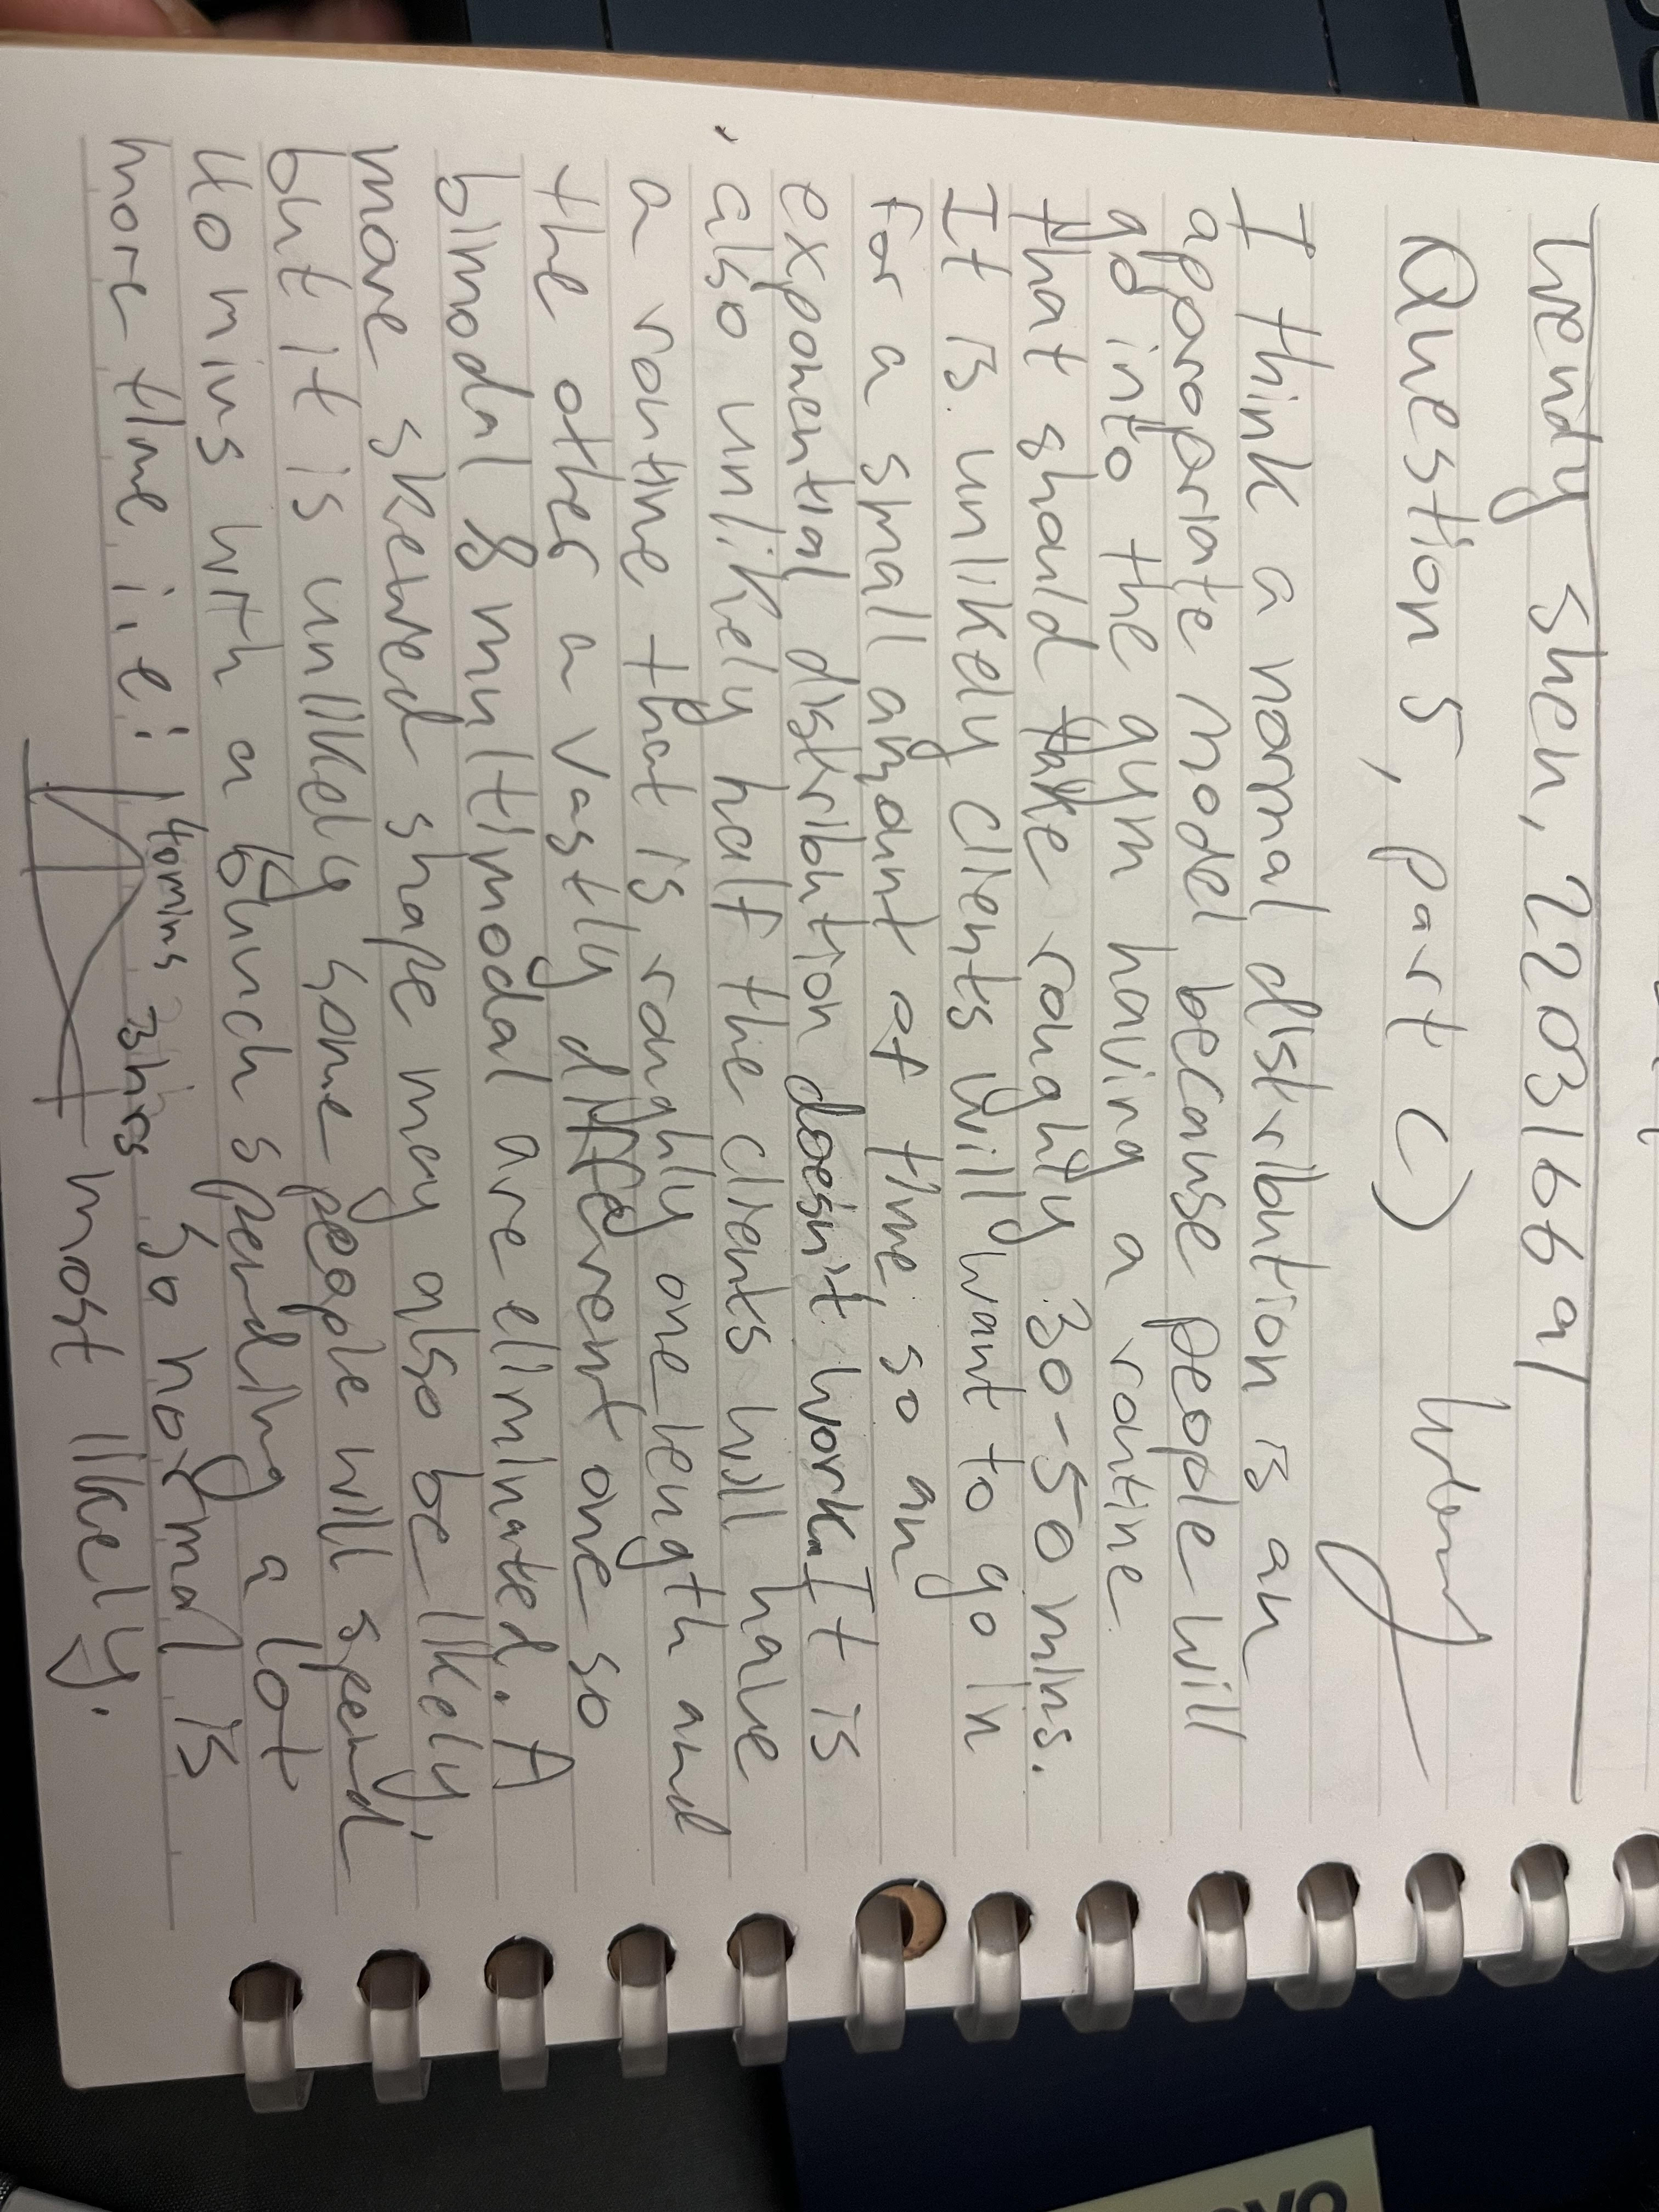 Wendy Shen, 220316691
Question 5, part c) Wendy
I think a normal distribution is an
appropriate model because people will
go into the gym having a routine
that should take roughly 30-50 mins.
It is unlikely clients will want to go in
for a small amount of time, so an
exponential distribution doesn't work. It is
also unlikely half the clients will have
a routine that is roughly one length and
the other a vastly different one so
bimodal & multimodal are eliminated. A
more skewed shape may also be likely,
but it is unlikely some people will spend
40 mins with a bunch spending a lot
more time i.e: 40mins 3hrs So normal is
most likely.